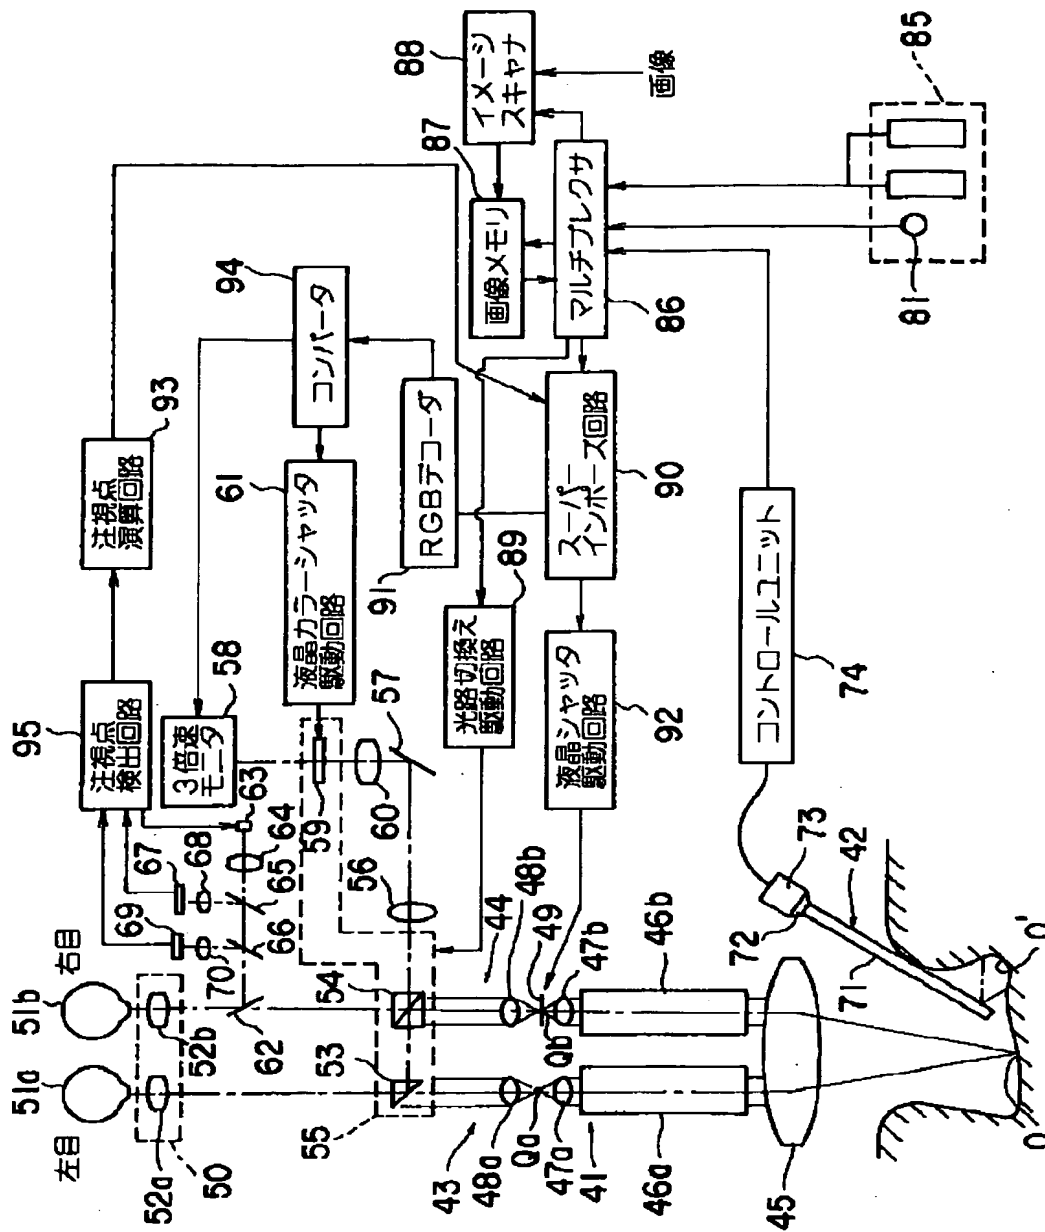 左目
51a
右目
51b
52a
52b
50
70
69
67
68
95
注視点
検出回路
93
注視点
演算回路
62
66
65
64
63
58
3倍速
モニタ
55
53
54
59
60
56
57
61
液晶カラーシャッタ
駆動回路
94
コンバータ
91
RGBデコーダ
43
44
48a
48b
Qa
Qb
49
47a
47b
89
光路切換え
駆動回路
87
画像メモリ
88
イメージ
スキャナ
画像
41
46a
46b
92
液晶シャッタ
駆動回路
90
スーパー
インポーズ回路
86
マルチプレクサ
45
72
73
42
71
74
コントロールユニット
81
85
O
O'